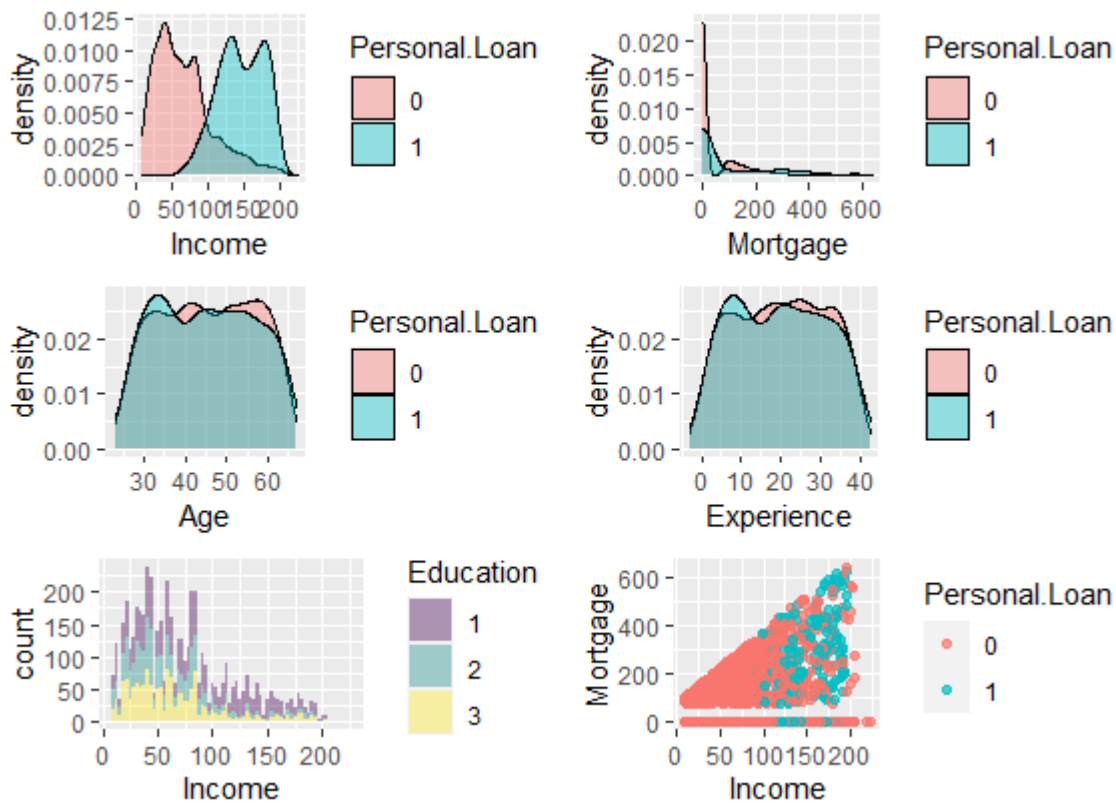 0.0125
0.0100
0.0075
0.0050
0.0025
0.0000
density
0 50 100 150 200
Income
Personal.Loan
0
1
0.020
0.015
0.010
0.005
0.000
density
0 200 400 600
Mortgage
Personal.Loan
0
1
0.02
0.01
0.00
density
30 40 50 60
Age
Personal.Loan
0
1
0.02
0.01
0.00
density
0 10 20 30 40
Experience
Personal.Loan
0
1
200
150
100
50
0
count
0 50 100 150 200
Income
Education
1
2
3
600
400
200
0
Mortgage
0 50 100 150 200
Income
Personal.Loan
0
1